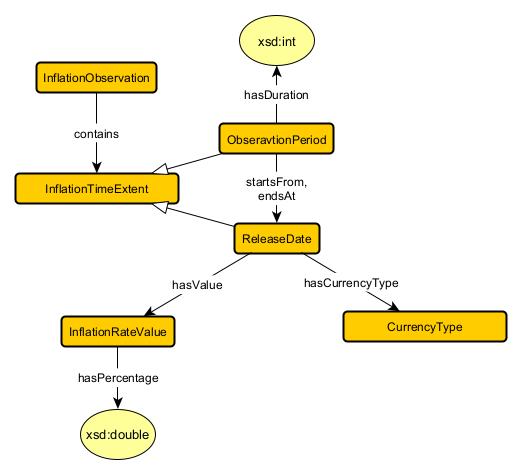 xsd:int
InflationObservation
hasDuration
contains
ObseravtionPeriod
InflationTimeExtent
startsFrom,
endsAt
ReleaseDate
hasValue
hasCurrencyType
InflationRateValue
CurrencyType
hasPercentage
xsd:double